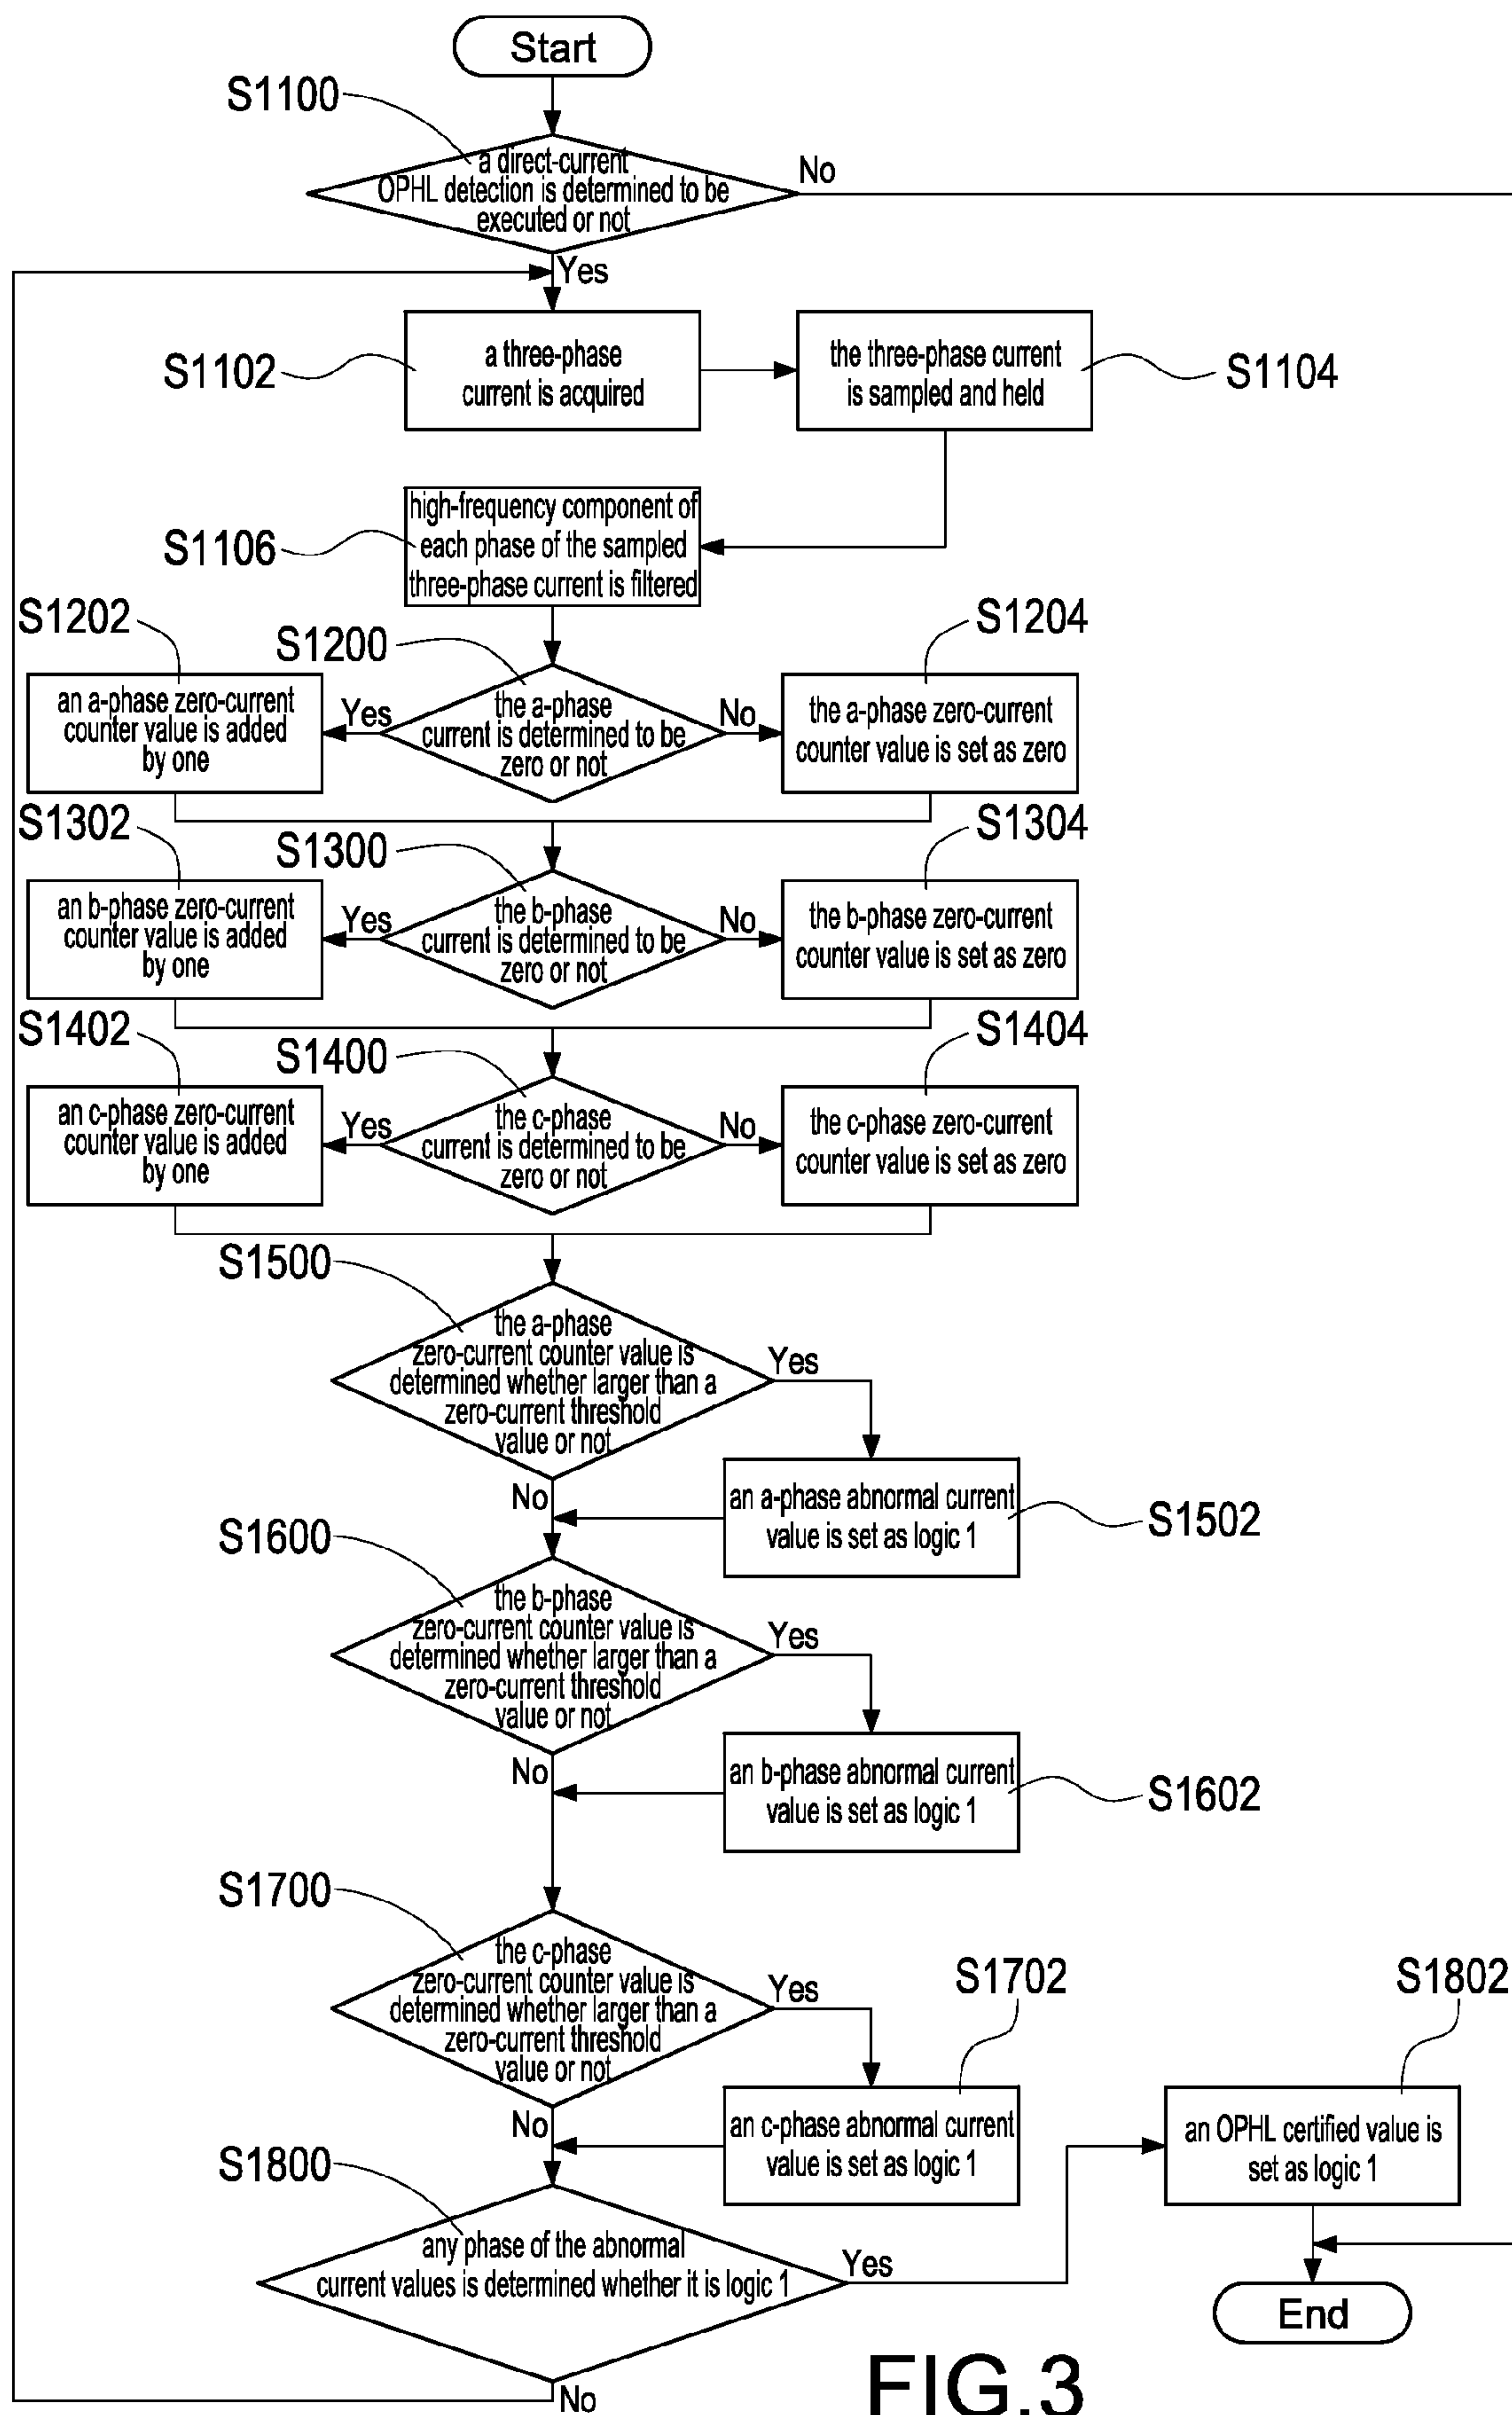 Start
S1100
a direct-current
OPHL detection is determined to be
executed or not
No
Yes
S1102
a three-phase
current is acquired
the three-phase current
is sampled and held
S1104
S1106
high-frequency component of
each phase of the sampled
three-phase current is filtered
S1202
S1200
S1204
an a-phase zero-current
counter value is added
by one
Yes
the a-phase
current is determined to be
zero or not
No
the a-phase zero-current
counter value is set as zero
S1302
S1300
S1304
an b-phase zero-current
counter value is added
by one
Yes
the b-phase
current is determined to be
zero or not
No
the b-phase zero-current
counter value is set as zero
S1402
S1400
S1404
an c-phase zero-current
counter value is added
by one
Yes
the c-phase
current is determined to be
zero or not
No
the c-phase zero-current
counter value is set as zero
S1500
the a-phase
zero-current counter value is
determined whether larger than a
zero-current threshold
value or not
Yes
No
an a-phase abnormal current
value is set as logic 1
S1502
S1600
the b-phase
zero-current counter value is
determined whether larger than a
zero-current threshold
value or not
Yes
No
an b-phase abnormal current
value is set as logic 1
S1602
S1700
the c-phase
zero-current counter value is
determined whether larger than a
zero-current threshold
value or not
Yes
No
S1702
an c-phase abnormal current
value is set as logic 1
S1802
an OPHL certified value is
set as logic 1
S1800
any phase of the abnormal
current values is determined whether it is logic 1
Yes
No
End
FIG.3